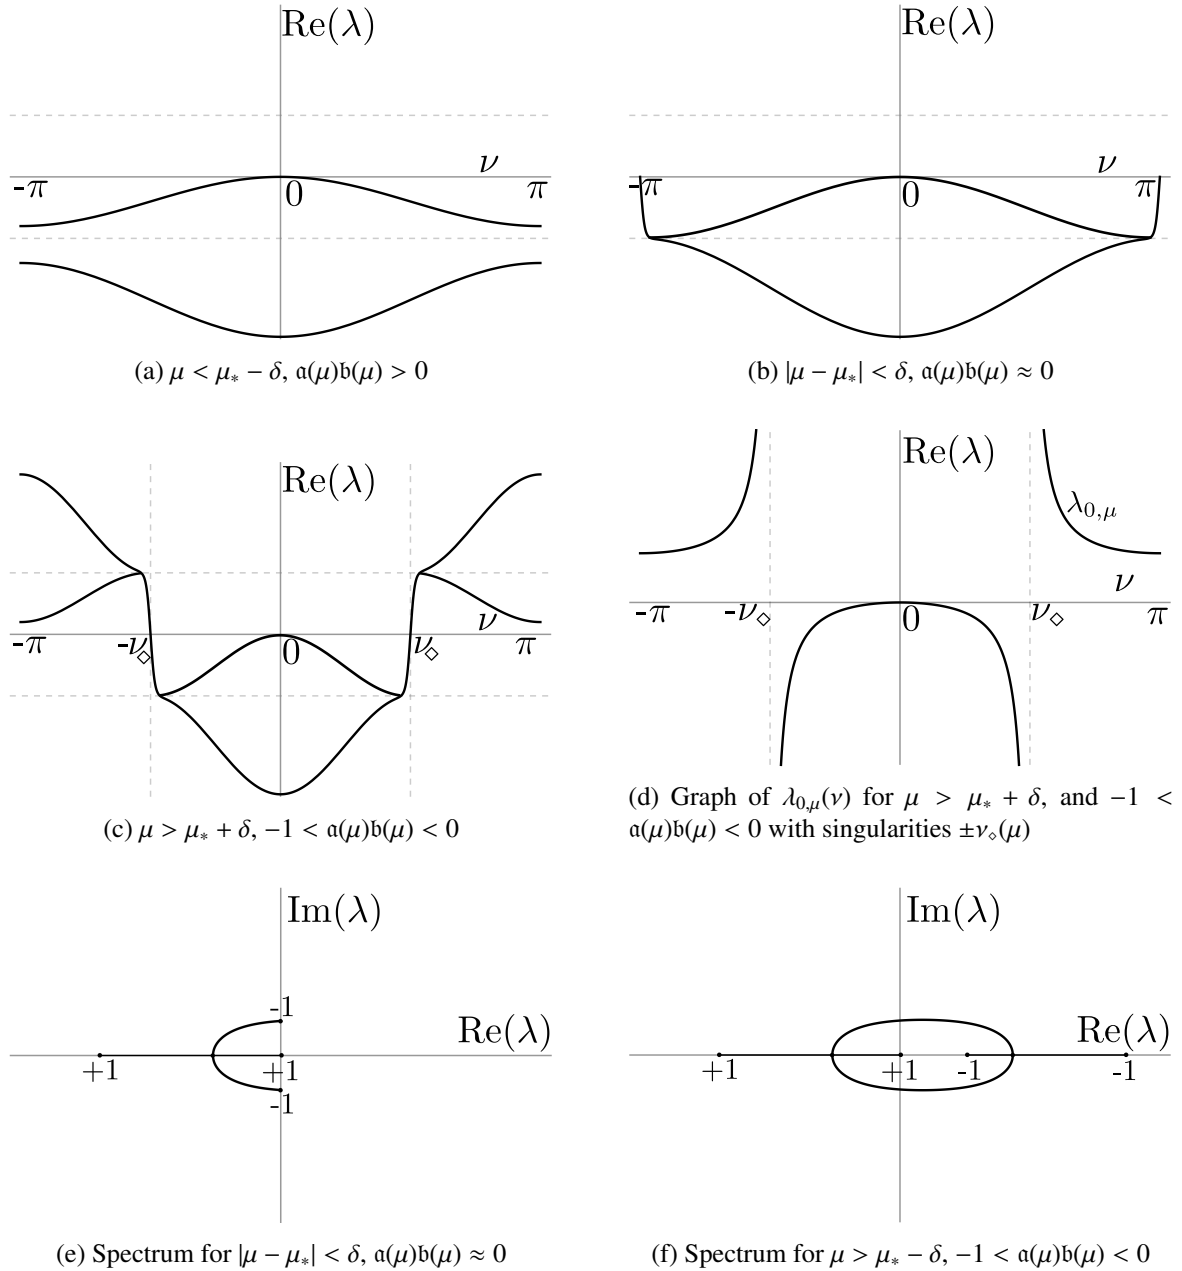 Re(λ)
ν
-π
0
π
(a) μ < μ* − δ, 𝔞(μ)𝔟(μ) > 0
Re(λ)
ν
-π
0
π
(b) |μ − μ*| < δ, 𝔞(μ)𝔟(μ) ≈ 0
Re(λ)
ν
-π
-ν⋄
0
ν⋄
π
(c) μ > μ* + δ, −1 < 𝔞(μ)𝔟(μ) < 0
Re(λ)
λ0,μ
ν
-π
-ν⋄
0
ν⋄
π
(d) Graph of λ0,μ(ν) for μ > μ* + δ, and −1 <
𝔞(μ)𝔟(μ) < 0 with singularities ±ν⋄(μ)
Im(λ)
-1
Re(λ)
+1
+1
-1
(e) Spectrum for |μ − μ*| < δ, 𝔞(μ)𝔟(μ) ≈ 0
Im(λ)
Re(λ)
+1
+1
-1
-1
(f) Spectrum for μ > μ* − δ, −1 < 𝔞(μ)𝔟(μ) < 0